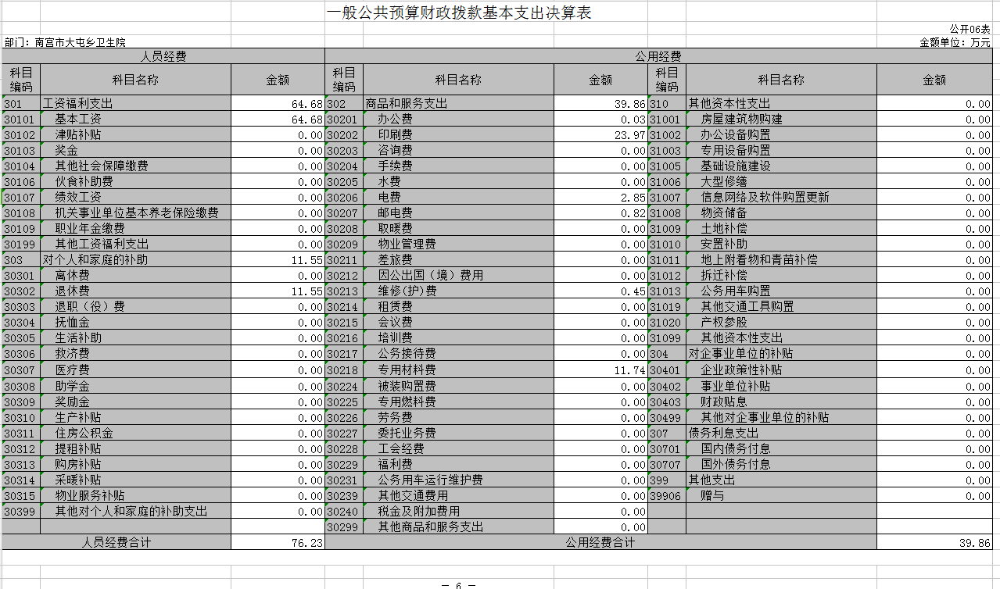 一般公共预算财政拨款基本支出决算表
公开06表
部门：南宫市大屯乡卫生院 金额单位：万元
人员经费 公用经费
科目编码 科目名称 金额 科目编码 科目名称 金额 科目编码 科目名称 金额
301 工资福利支出 64.68 302 商品和服务支出 39.86 310 其他资本性支出 0.00
30101 基本工资 64.68 30201 办公费 0.03 31001 房屋建筑物购建 0.00
30102 津贴补贴 0.00 30202 印刷费 23.97 31002 办公设备购置 0.00
30103 奖金 0.00 30203 咨询费 0.00 31003 专用设备购置 0.00
30104 其他社会保障缴费 0.00 30204 手续费 0.00 31005 基础设施建设 0.00
30106 伙食补助费 0.00 30205 水费 0.00 31006 大型修缮 0.00
30107 绩效工资 0.00 30206 电费 2.85 31007 信息网络及软件购置更新 0.00
30108 机关事业单位基本养老保险缴费 0.00 30207 邮电费 0.82 31008 物资储备 0.00
30109 职业年金缴费 0.00 30208 取暖费 0.00 31009 土地补偿 0.00
30199 其他工资福利支出 0.00 30209 物业管理费 0.00 31010 安置补助 0.00
303 对个人和家庭的补助 11.55 30211 差旅费 0.00 31011 地上附着物和青苗补偿 0.00
30301 离休费 0.00 30212 因公出国（境）费用 0.00 31012 拆迁补偿 0.00
30302 退休费 11.55 30213 维修(护)费 0.45 31013 公务用车购置 0.00
30303 退职（役）费 0.00 30214 租赁费 0.00 31019 其他交通工具购置 0.00
30304 抚恤金 0.00 30215 会议费 0.00 31020 产权参股 0.00
30305 生活补助 0.00 30216 培训费 0.00 31099 其他资本性支出 0.00
30306 救济费 0.00 30217 公务接待费 0.00 304 对企事业单位的补贴 0.00
30307 医疗费 0.00 30218 专用材料费 11.74 30401 企业政策性补贴 0.00
30308 助学金 0.00 30224 被装购置费 0.00 30402 事业单位补贴 0.00
30309 奖励金 0.00 30225 专用燃料费 0.00 30403 财政贴息 0.00
30310 生产补贴 0.00 30226 劳务费 0.00 30499 其他对企事业单位的补贴 0.00
30311 住房公积金 0.00 30227 委托业务费 0.00 307 债务利息支出 0.00
30312 提租补贴 0.00 30228 工会经费 0.00 30701 国内债务付息 0.00
30313 购房补贴 0.00 30229 福利费 0.00 30707 国外债务付息 0.00
30314 采暖补贴 0.00 30231 公务用车运行维护费 0.00 399 其他支出 0.00
30315 物业服务补贴 0.00 30239 其他交通费用 0.00 39906 赠与 0.00
30399 其他对个人和家庭的补助支出 0.00 30240 税金及附加费用 0.00
30299 其他商品和服务支出 0.00
人员经费合计 76.23 公用经费合计 39.86
— 6 —